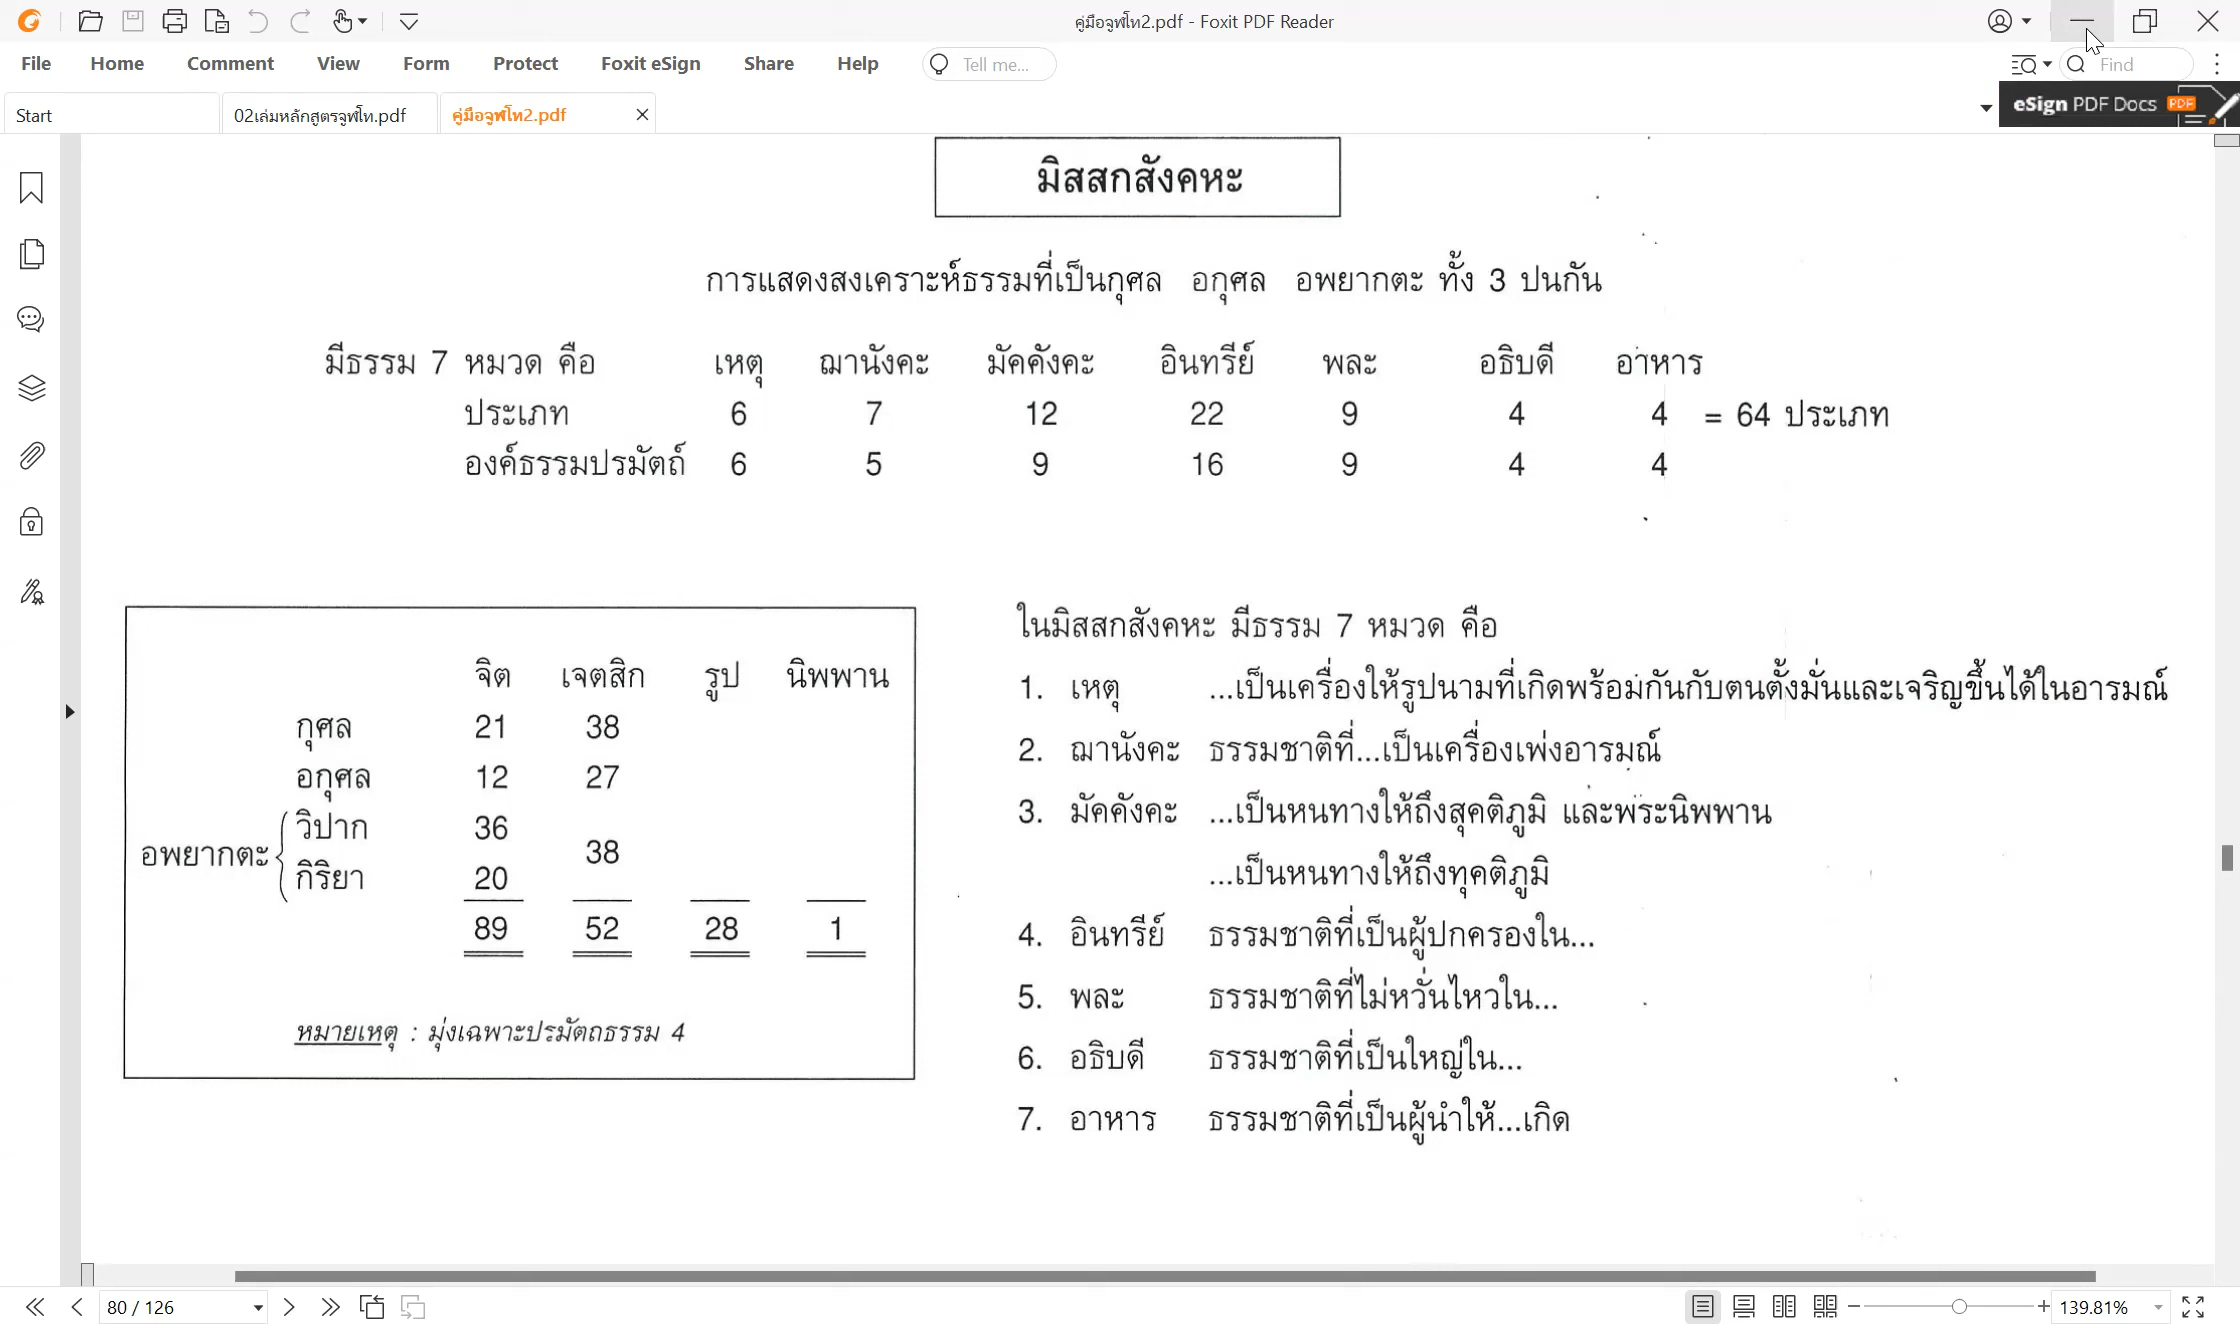 คู่มือจูฬโท2.pdf - Foxit PDF Reader
File Home Comment View Form Protect Foxit eSign Share Help Tell me... Find
Start 02เล่มหลักสูตรจูฬโท.pdf คู่มือจูฬโท2.pdf eSign PDF Docs PDF
มิสสกสังคหะ
การแสดงสงเคราะห์ธรรมที่เป็นกุศล อกุศล อพยากตะ ทั้ง 3 ปนกัน
มีธรรม 7 หมวด คือ เหตุ ฌานังคะ มัคคังคะ อินทรีย์ พละ อธิบดี อาหาร
ประเภท 6 7 12 22 9 4 4 = 64 ประเภท
องค์ธรรมปรมัตถ์ 6 5 9 16 9 4 4
จิต เจตสิก รูป นิพพาน
กุศล 21 38
อกุศล 12 27
วิปาก 36
อพยากตะ 38
กิริยา 20
89 52 28 1
หมายเหตุ : มุ่งเฉพาะปรมัตถธรรม 4
ในมิสสกสังคหะ มีธรรม 7 หมวด คือ
1. เหตุ ...เป็นเครื่องให้รูปนามที่เกิดพร้อมกันกับตนตั้งมั่นและเจริญขึ้นได้ในอารมณ์
2. ฌานังคะ ธรรมชาติที่...เป็นเครื่องเพ่งอารมณ์
3. มัคคังคะ ...เป็นหนทางให้ถึงสุคติภูมิ และพระนิพพาน
...เป็นหนทางให้ถึงทุคติภูมิ
4. อินทรีย์ ธรรมชาติที่เป็นผู้ปกครองใน...
5. พละ ธรรมชาติที่ไม่หวั่นไหวใน...
6. อธิบดี ธรรมชาติที่เป็นใหญ่ใน...
7. อาหาร ธรรมชาติที่เป็นผู้นำให้...เกิด
80 / 126 139.81%